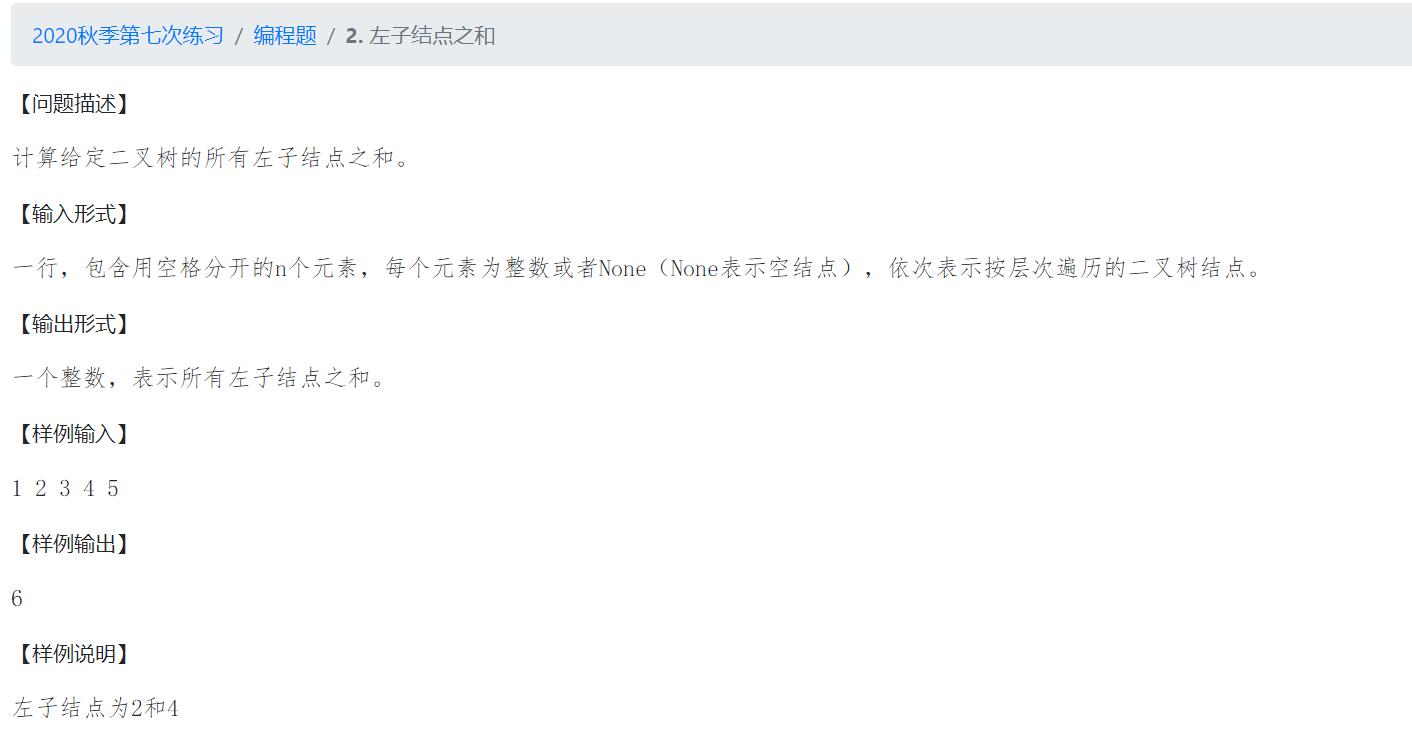 2020秋季第七次练习 / 编程题 / 2. 左子结点之和
【问题描述】
计算给定二叉树的所有左子结点之和。
【输入形式】
一行，包含用空格分开的n个元素，每个元素为整数或者None（None表示空结点），依次表示按层次遍历的二叉树结点。
【输出形式】
一个整数，表示所有左子结点之和。
【样例输入】
1 2 3 4 5
【样例输出】
6
【样例说明】
左子结点为2和4